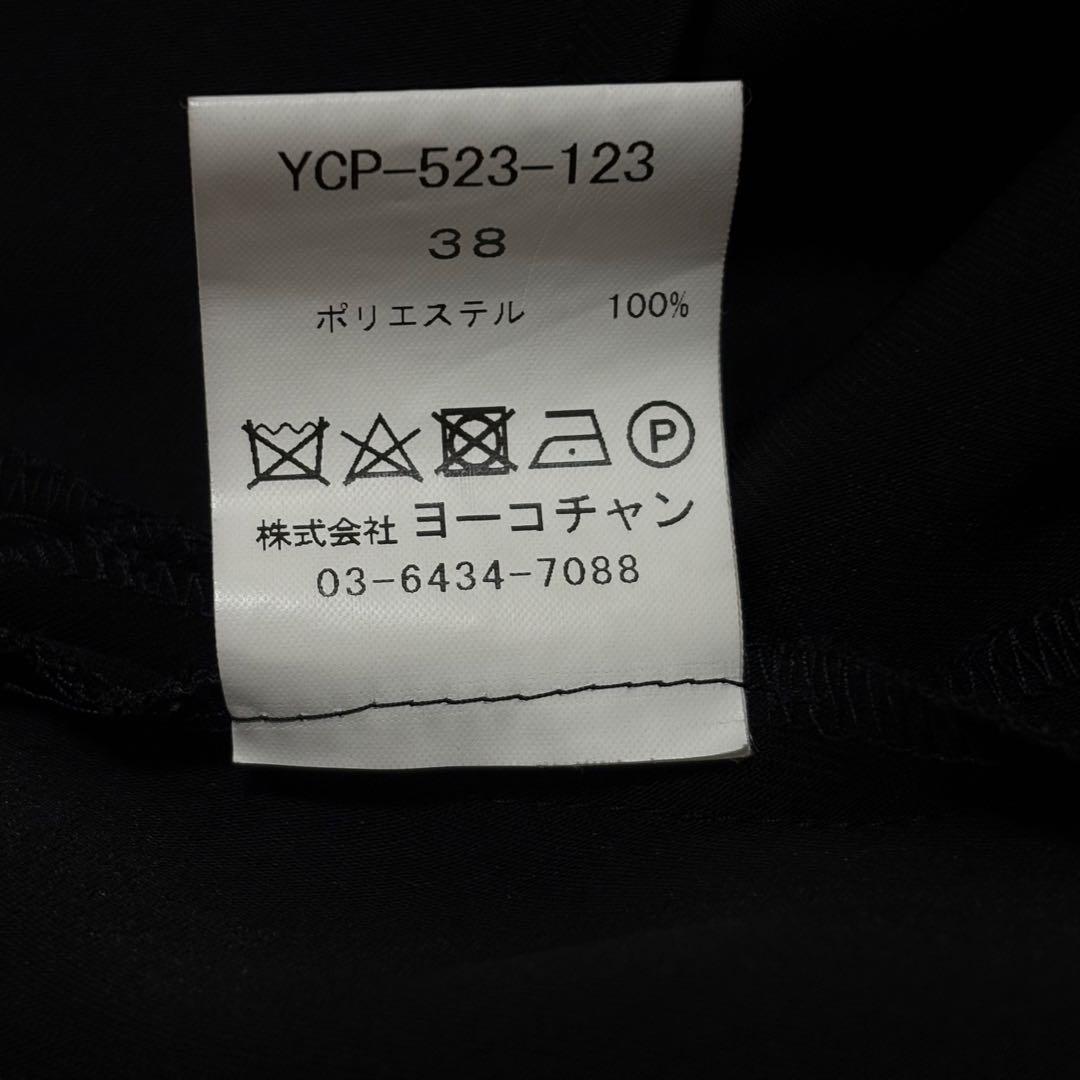 YCP-523-123
38
ポリエステル 100%
P
株式会社 ヨーコチャン
03-6434-7088